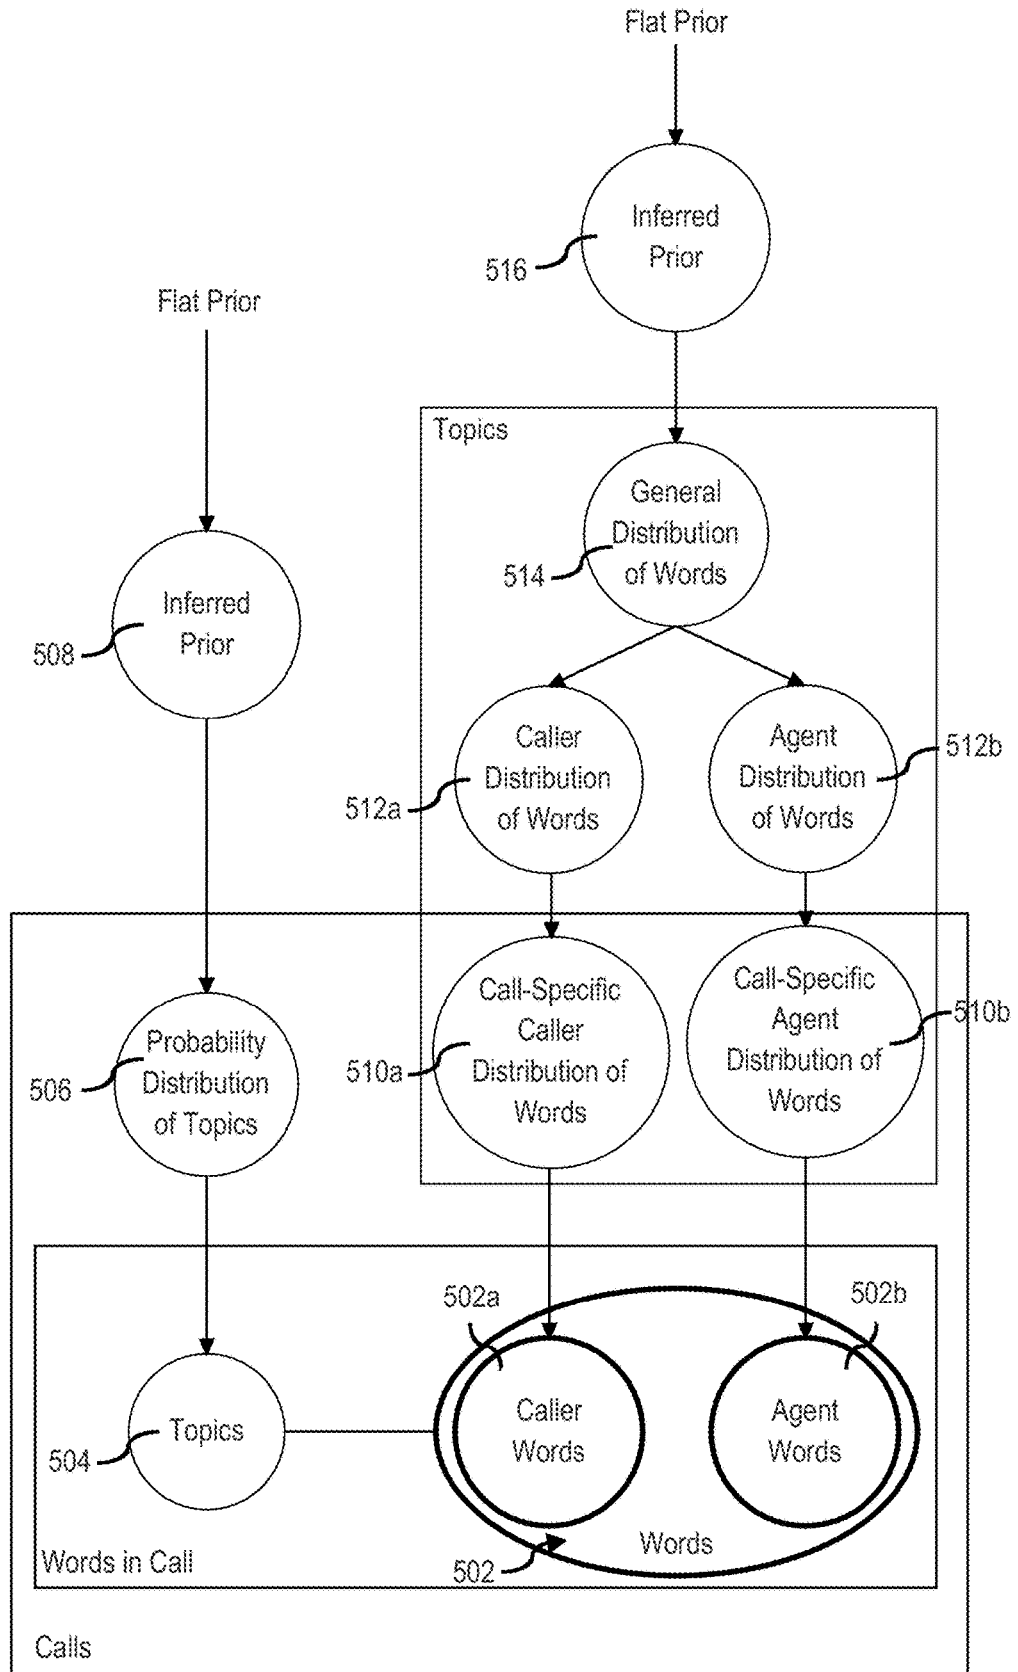 Flat Prior
Inferred
Prior
516
Flat Prior
Topics
General
Distribution
of Words
514
Inferred
Prior
508
Caller
Distribution
of Words
512a
Agent
Distribution
of Words
512b
Call-Specific
Caller
Distribution of
Words
510a
Call-Specific
Agent
Distribution of
Words
510b
Probability
Distribution
of Topics
506
502a
502b
Topics
504
Caller
Words
Agent
Words
Words
502
Words in Call
Calls